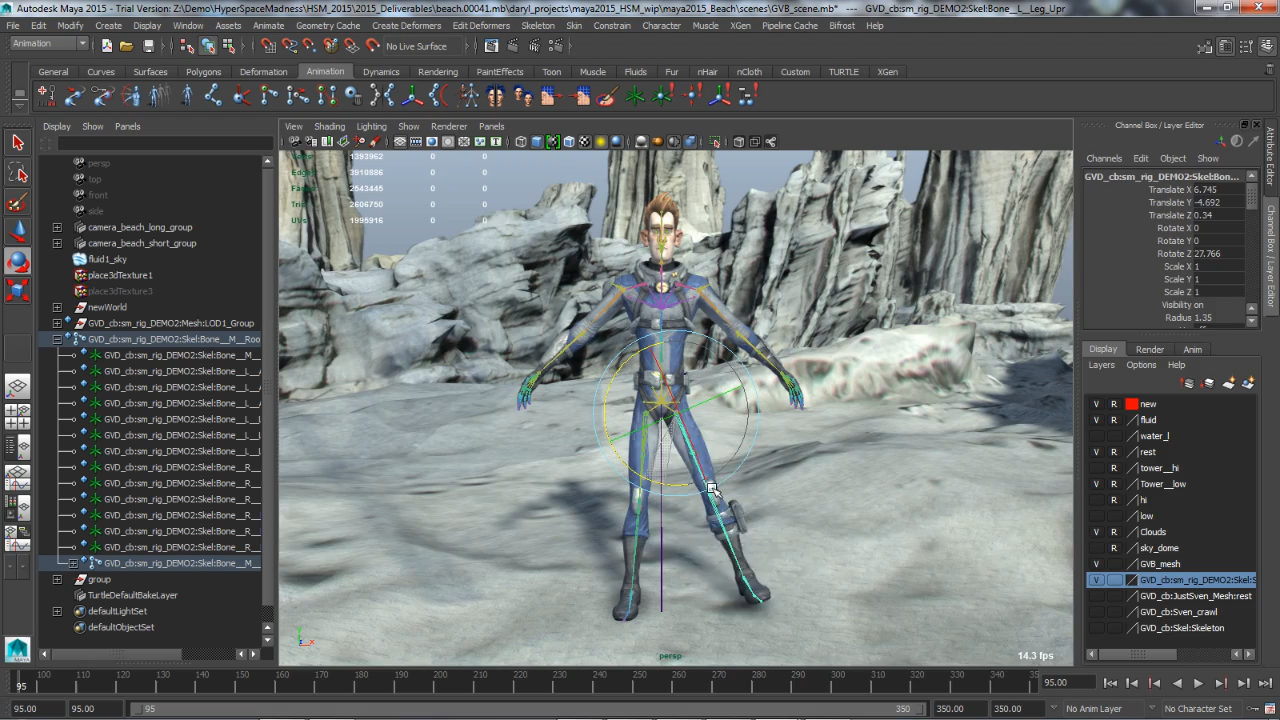 Autodesk Maya 2015 - Trial Version: Z:\Demo\HyperSpaceMadness\HSM_2015\2015_Deliverables\beach.00041.mb\daryl_projects\maya2015_HSM_wip\maya2015_Beach\scenes\GVB_scene.mb* --- GVD_cb:sm_rig_DEMO2:Skel:Bone__L__Leg_Upr
File Edit Modify Create Display Window Assets Animate Geometry Cache Create Deformers Edit Deformers Skeleton Skin Constrain Character Muscle XGen Pipeline Cache Bifrost Help
Animation No Live Surface
General Curves Surfaces Polygons Deformation Animation Dynamics Rendering PaintEffects Toon Muscle Fluids Fur nHair nCloth Custom TURTLE XGen
Display Show Panels
View Shading Lighting Show Renderer Panels
Channel Box / Layer Editor
Channels Edit Object Show
Attribute Editor
Channel Box / Layer Editor
persp
top
front
side
camera_beach_long_group
camera_beach_short_group
fluid1_sky
place3dTexture1
place3dTexture3
newWorld
GVD_cb:sm_rig_DEMO2:Mesh:LOD1_Group
GVD_cb:sm_rig_DEMO2:Skel:Bone__M__Roo
GVD_cb:sm_rig_DEMO2:Skel:Bone__M__
GVD_cb:sm_rig_DEMO2:Skel:Bone__L__A
GVD_cb:sm_rig_DEMO2:Skel:Bone__L__A
GVD_cb:sm_rig_DEMO2:Skel:Bone__L__A
GVD_cb:sm_rig_DEMO2:Skel:Bone__L__
GVD_cb:sm_rig_DEMO2:Skel:Bone__L__
GVD_cb:sm_rig_DEMO2:Skel:Bone__L__
GVD_cb:sm_rig_DEMO2:Skel:Bone__R__
GVD_cb:sm_rig_DEMO2:Skel:Bone__R__
GVD_cb:sm_rig_DEMO2:Skel:Bone__R__
GVD_cb:sm_rig_DEMO2:Skel:Bone__R__
GVD_cb:sm_rig_DEMO2:Skel:Bone__R__
GVD_cb:sm_rig_DEMO2:Skel:Bone__R__
GVD_cb:sm_rig_DEMO2:Skel:Bone__M__
group
TurtleDefaultBakeLayer
defaultLightSet
defaultObjectSet
1393962 0 0
Edges: 3910886 0 0
Faces: 2543445 0 0
Tris: 2606750 0 0
UVs: 1995916 0 0
persp
14.3 fps
GVD_cb:sm_rig_DEMO2:Skel:Bon...
Translate X 6.745
Translate Y -4.692
Translate Z 0.34
Rotate X 0
Rotate Y 0
Rotate Z 27.766
Scale X 1
Scale Y 1
Scale Z 1
Visibility on
Radius 1.35
Display Render Anim
Layers Options Help
V R new
V R fluid
water_l
V R rest
R tower__hi
V R Tower__low
R hi
low
V R Clouds
R sky_dome
V GVB_mesh
V GVD_cb:sm_rig_DEMO2:Skel:S
GVD_cb:JustSven_Mesh:rest
GVD_cb:Sven_crawl
GVD_cb:Skel:Skeleton
95 100 110 120 130 140 150 160 170 180 190 200 210 220 230 240 250 260 270 280 290 300 310 320 330 340 35 95.00
95.00 95.00 95 350 350.00 350.00 No Anim Layer No Character Set
MAYA